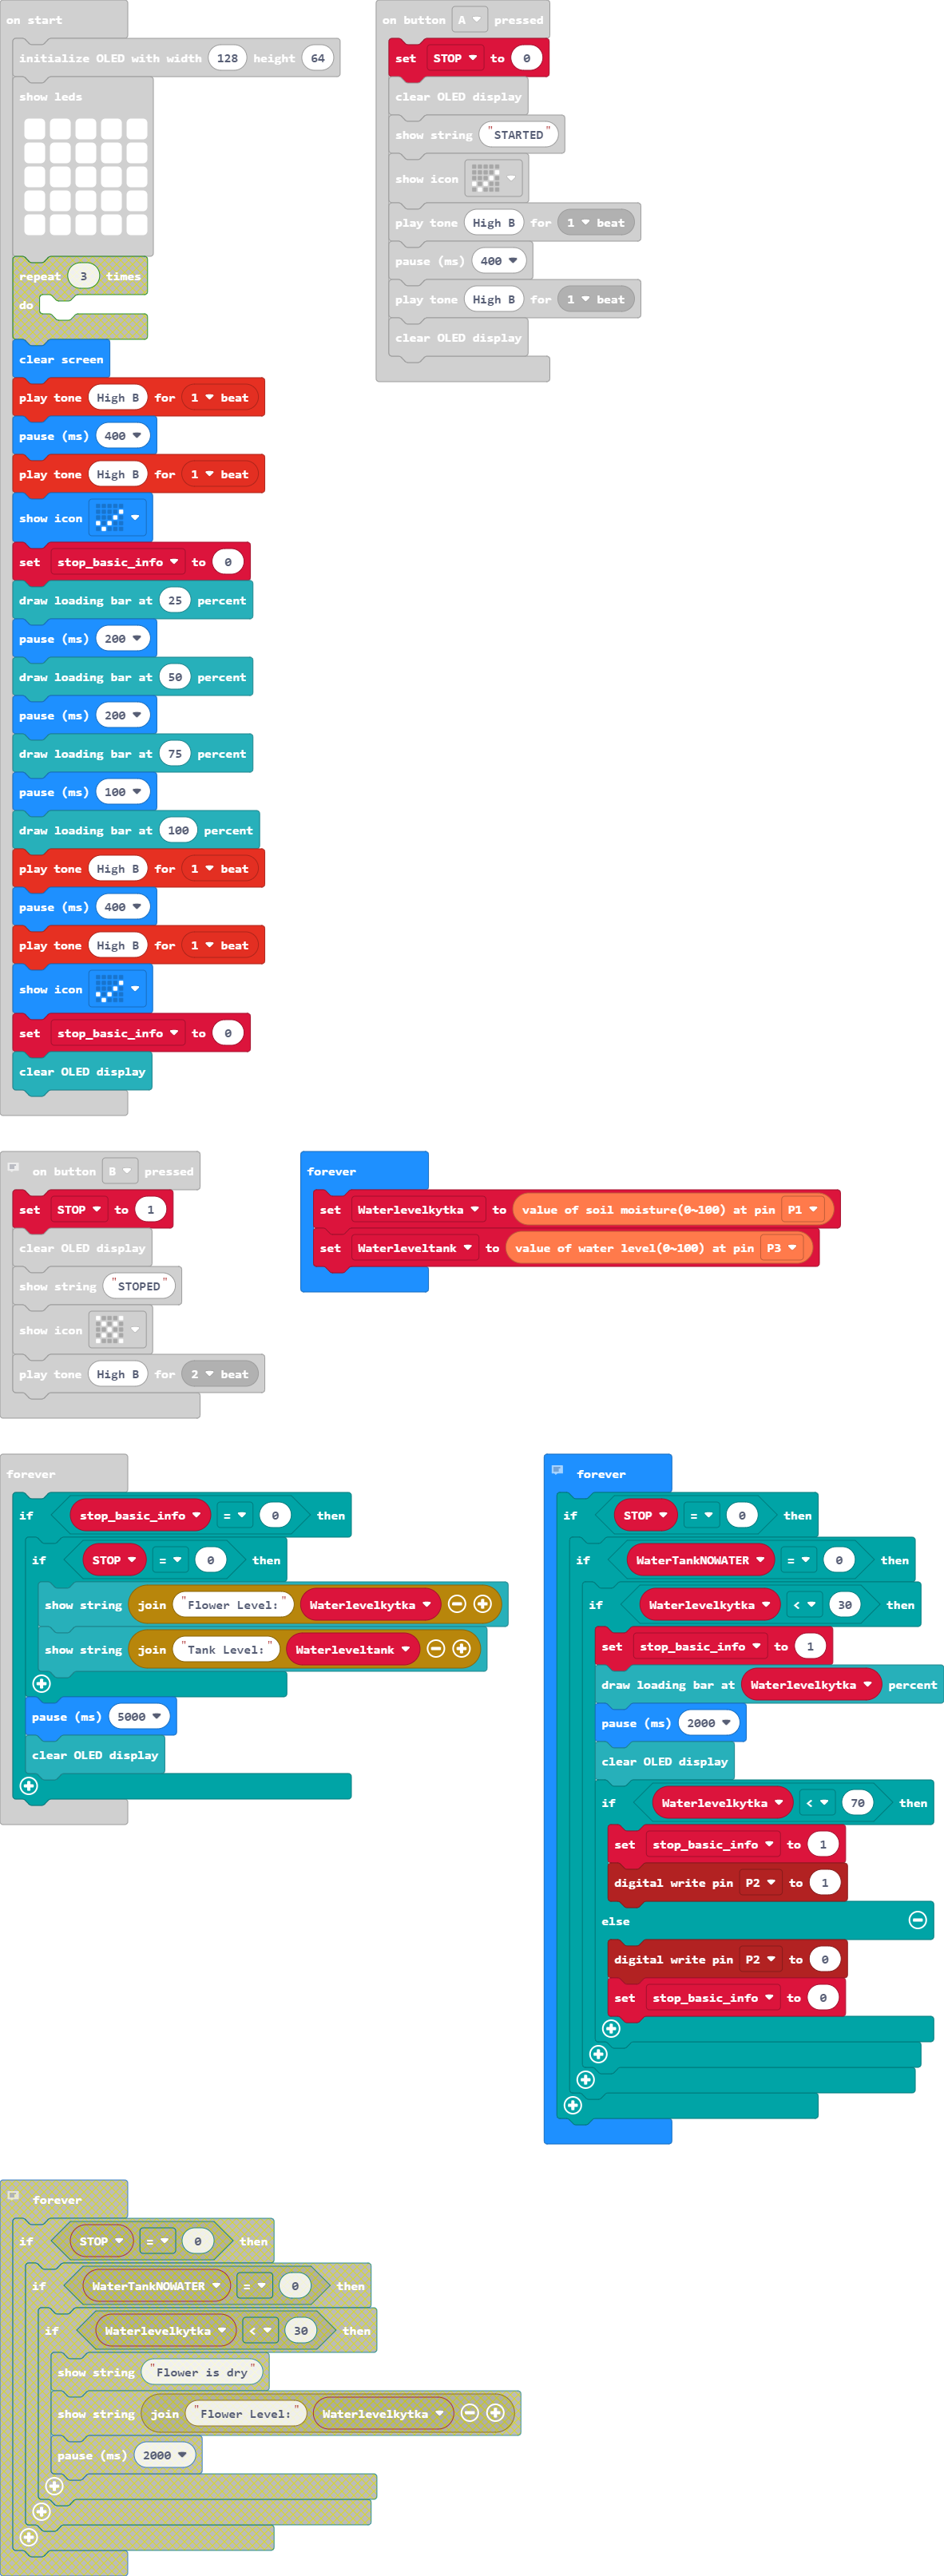 on start
initialize OLED with width 128 height 64
show leds
repeat 3 times
do
clear screen
play tone High B for 1 beat
pause (ms) 400
play tone High B for 1 beat
show icon
set stop_basic_info to 0
draw loading bar at 25 percent
pause (ms) 200
draw loading bar at 50 percent
pause (ms) 200
draw loading bar at 75 percent
pause (ms) 100
draw loading bar at 100 percent
play tone High B for 1 beat
pause (ms) 400
play tone High B for 1 beat
show icon
set stop_basic_info to 0
clear OLED display
on button A pressed
set STOP to 0
clear OLED display
show string "STARTED"
show icon
play tone High B for 1 beat
pause (ms) 400
play tone High B for 1 beat
clear OLED display
on button B pressed
set STOP to 1
clear OLED display
show string "STOPED"
show icon
play tone High B for 2 beat
forever
set Waterlevelkytka to value of soil moisture(0~100) at pin P1
set Waterleveltank to value of water level(0~100) at pin P3
forever
if stop_basic_info = 0 then
if STOP = 0 then
show string join "Flower Level:" Waterlevelkytka
show string join "Tank Level:" Waterleveltank
pause (ms) 5000
clear OLED display
forever
if STOP = 0 then
if WaterTankNOWATER = 0 then
if Waterlevelkytka < 30 then
set stop_basic_info to 1
draw loading bar at Waterlevelkytka percent
pause (ms) 2000
clear OLED display
if Waterlevelkytka < 70 then
set stop_basic_info to 1
digital write pin P2 to 1
else
digital write pin P2 to 0
set stop_basic_info to 0
forever
if STOP = 0 then
if WaterTankNOWATER = 0 then
if Waterlevelkytka < 30 then
show string "Flower is dry"
show string join "Flower Level:" Waterlevelkytka
pause (ms) 2000